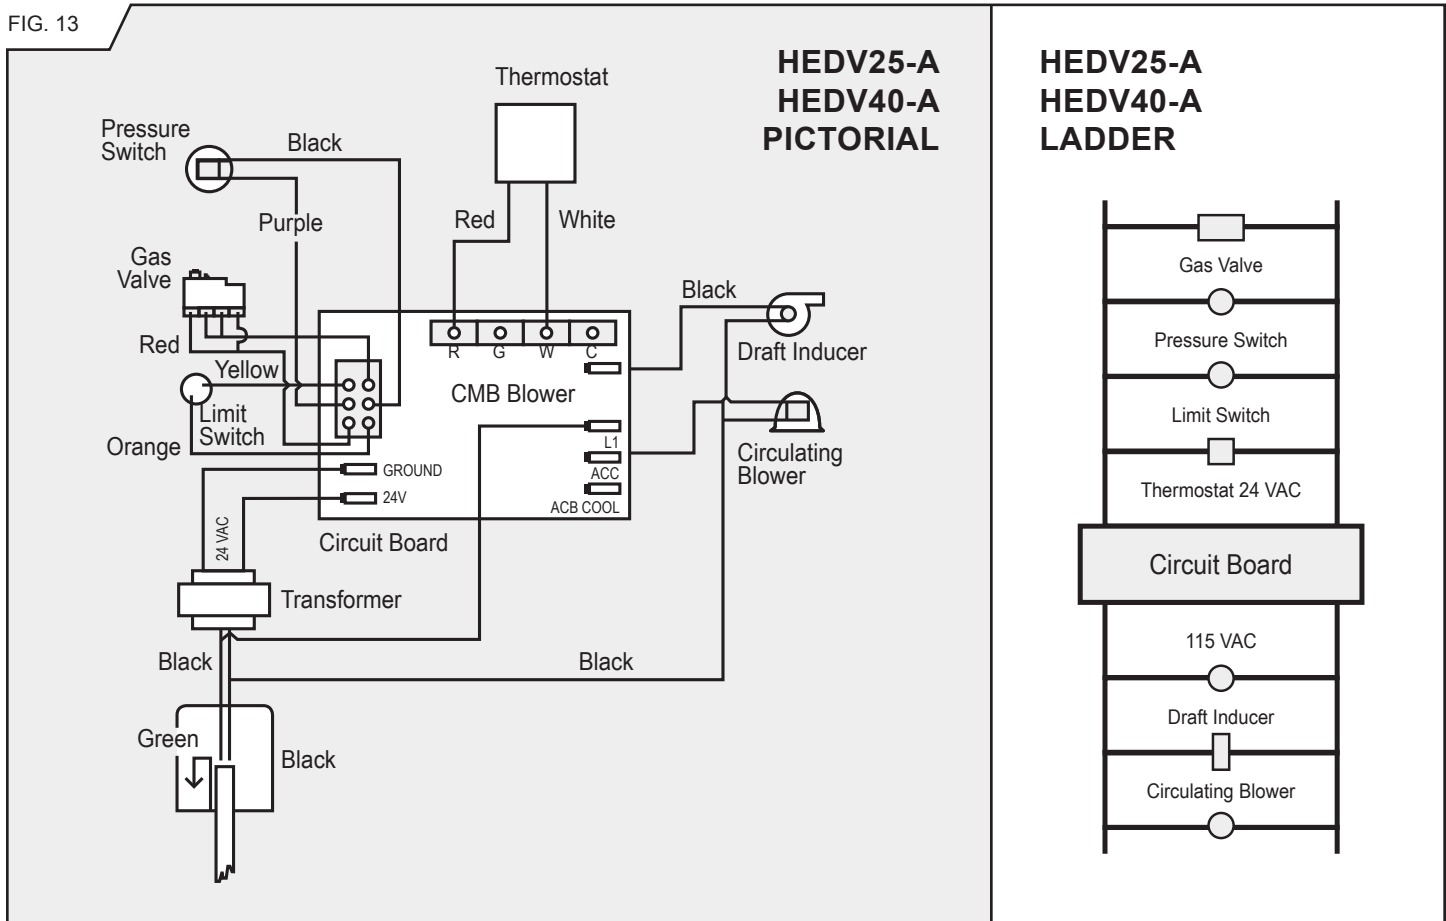 FIG. 13
HEDV25-A
HEDV40-A
PICTORIAL
Thermostat
Pressure
Switch
Black
Purple
Red
White
Gas
Valve
Red
Yellow
Limit
Switch
Orange
R
G
W
C
CMB Blower
L1
ACC
ACB COOL
GROUND
24V
Circuit Board
Black
Draft Inducer
Circulating
Blower
24 VAC
Transformer
Black
Black
Green
Black
HEDV25-A
HEDV40-A
LADDER
Gas Valve
Pressure Switch
Limit Switch
Thermostat 24 VAC
Circuit Board
115 VAC
Draft Inducer
Circulating Blower